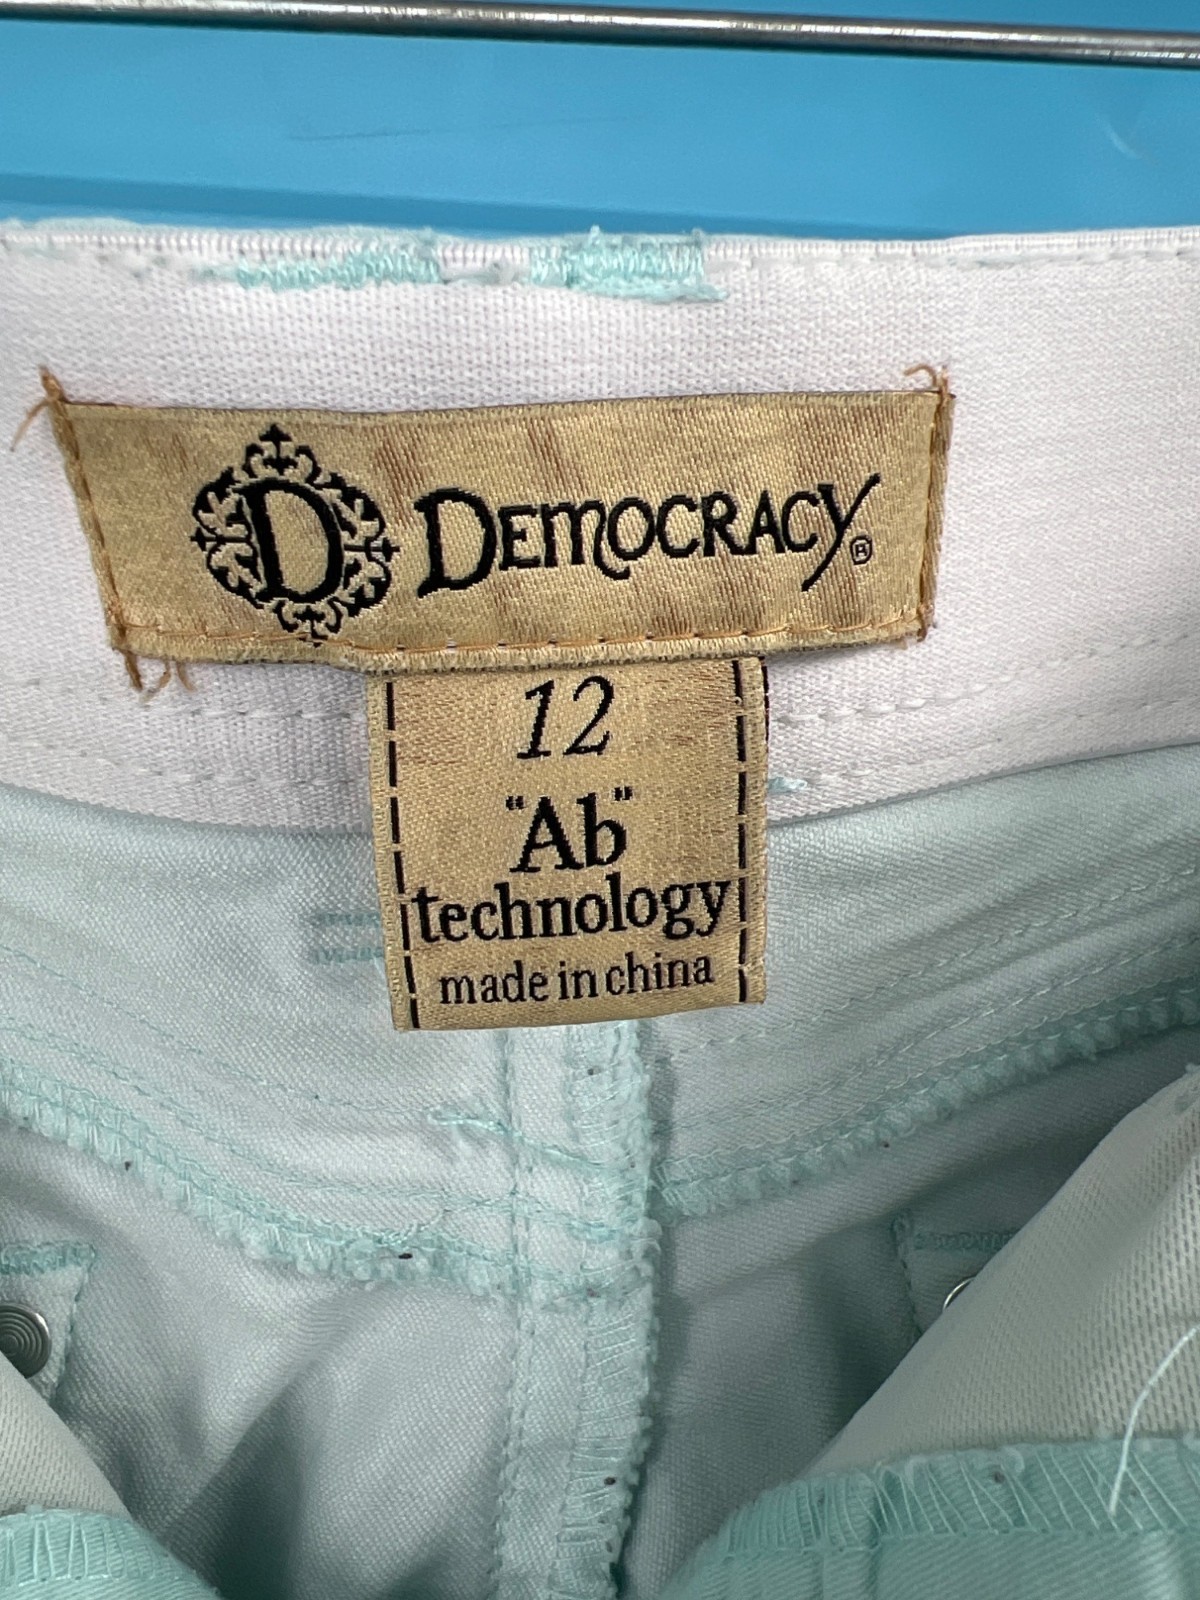 D DEMOCRACY®
12
"Ab"
technology
made in china